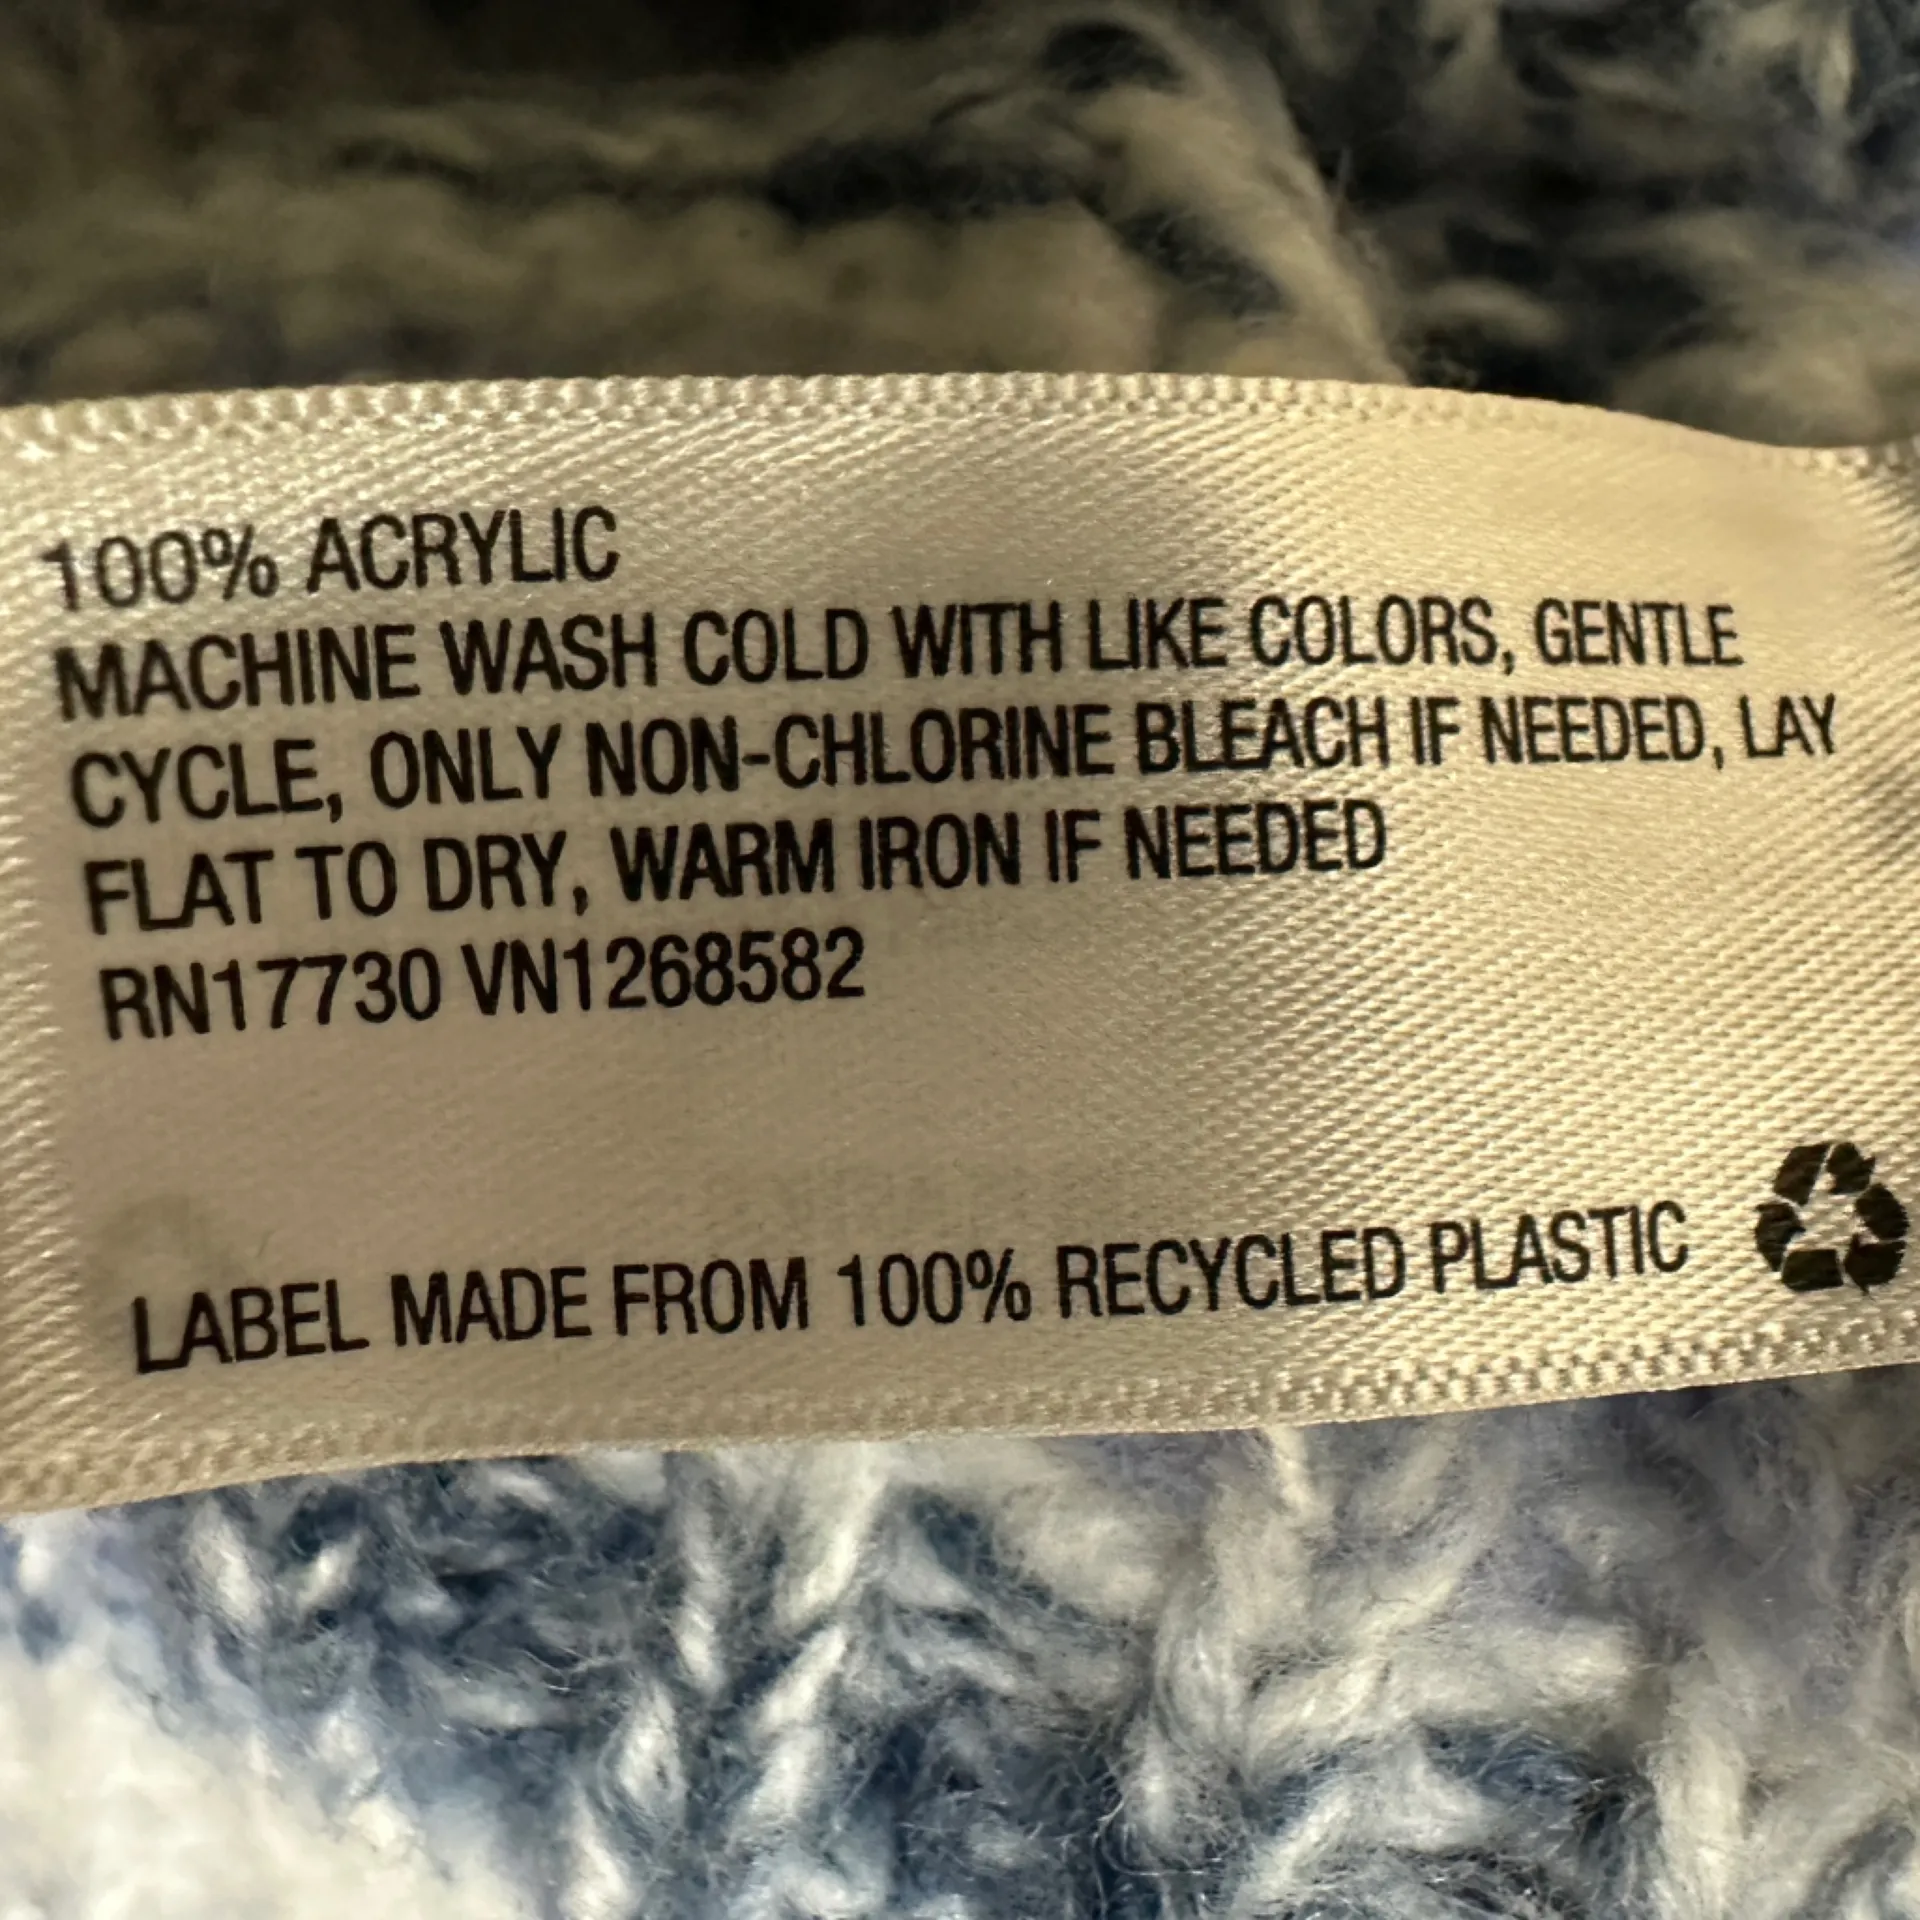 100% ACRYLIC
MACHINE WASH COLD WITH LIKE COLORS, GENTLE
CYCLE, ONLY NON-CHLORINE BLEACH IF NEEDED, LAY
FLAT TO DRY, WARM IRON IF NEEDED
RN17730 VN1268582
LABEL MADE FROM 100% RECYCLED PLASTIC